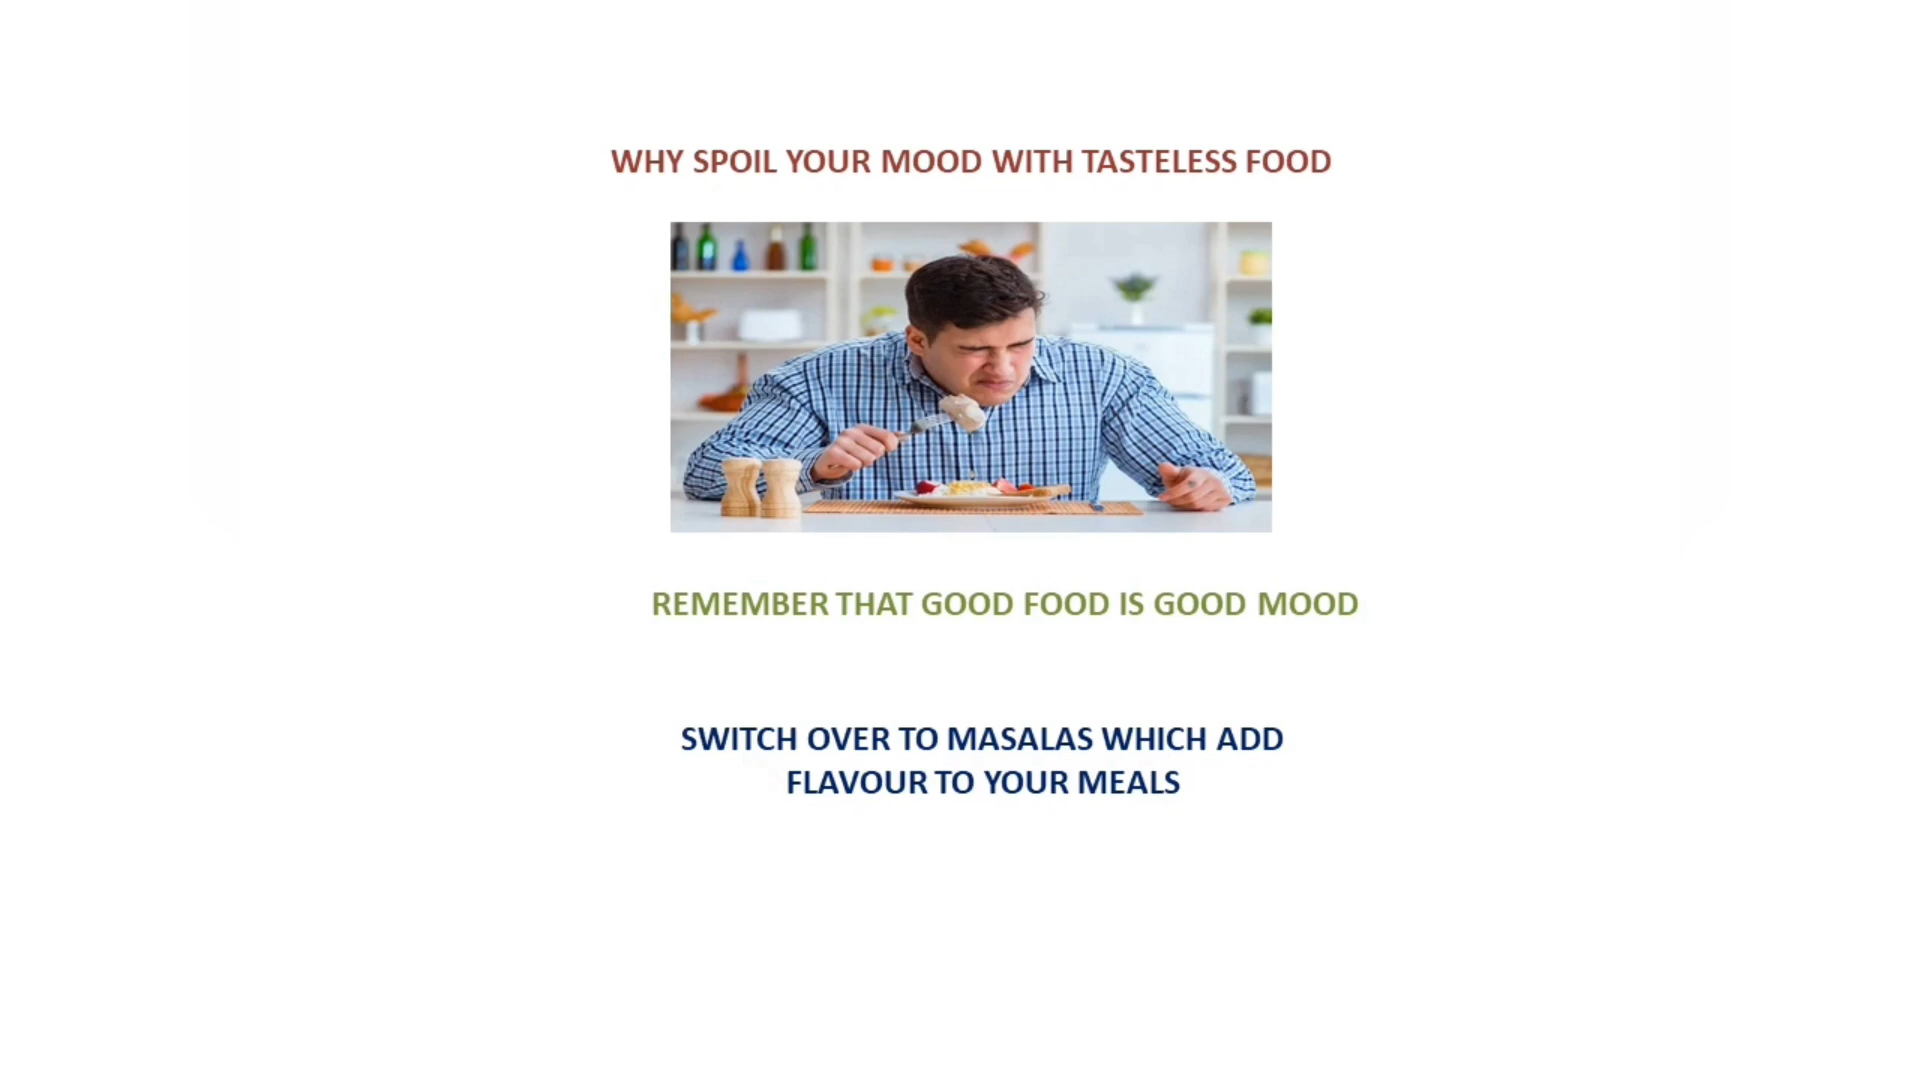 WHY SPOIL YOUR MOOD WITH TASTELESS FOOD
REMEMBER THAT GOOD FOOD IS GOOD MOOD
SWITCH OVER TO MASALAS WHICH ADD
FLAVOUR TO YOUR MEALS